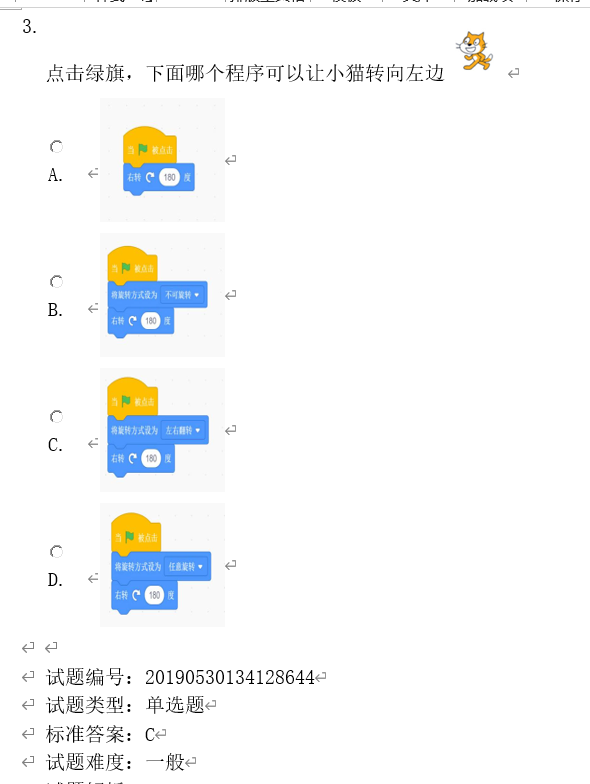 3.
点击绿旗，下面哪个程序可以让小猫转向左边
A.
当 被点击
右转 180 度
B.
当 被点击
将旋转方式设为 不可旋转
右转 180 度
C.
当 被点击
将旋转方式设为 左右翻转
右转 180 度
D.
当 被点击
将旋转方式设为 任意旋转
右转 180 度
试题编号：20190530134128644
试题类型：单选题
标准答案：C
试题难度：一般